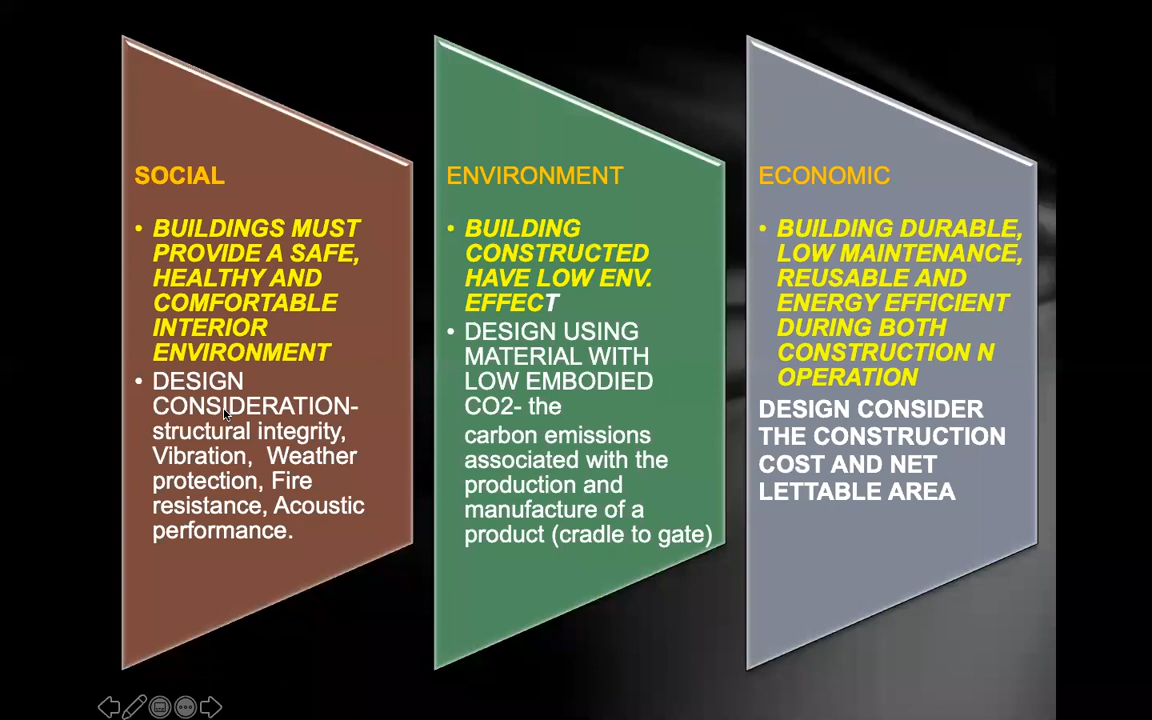 SOCIAL
• BUILDINGS MUST
PROVIDE A SAFE,
HEALTHY AND
COMFORTABLE
INTERIOR
ENVIRONMENT
• DESIGN
CONSIDERATION-
structural integrity,
Vibration, Weather
protection, Fire
resistance, Acoustic
performance.
ENVIRONMENT
• BUILDING
CONSTRUCTED
HAVE LOW ENV.
EFFECT
• DESIGN USING
MATERIAL WITH
LOW EMBODIED
CO2- the
carbon emissions
associated with the
production and
manufacture of a
product (cradle to gate)
ECONOMIC
• BUILDING DURABLE,
LOW MAINTENANCE,
REUSABLE AND
ENERGY EFFICIENT
DURING BOTH
CONSTRUCTION N
OPERATION
DESIGN CONSIDER
THE CONSTRUCTION
COST AND NET
LETTABLE AREA